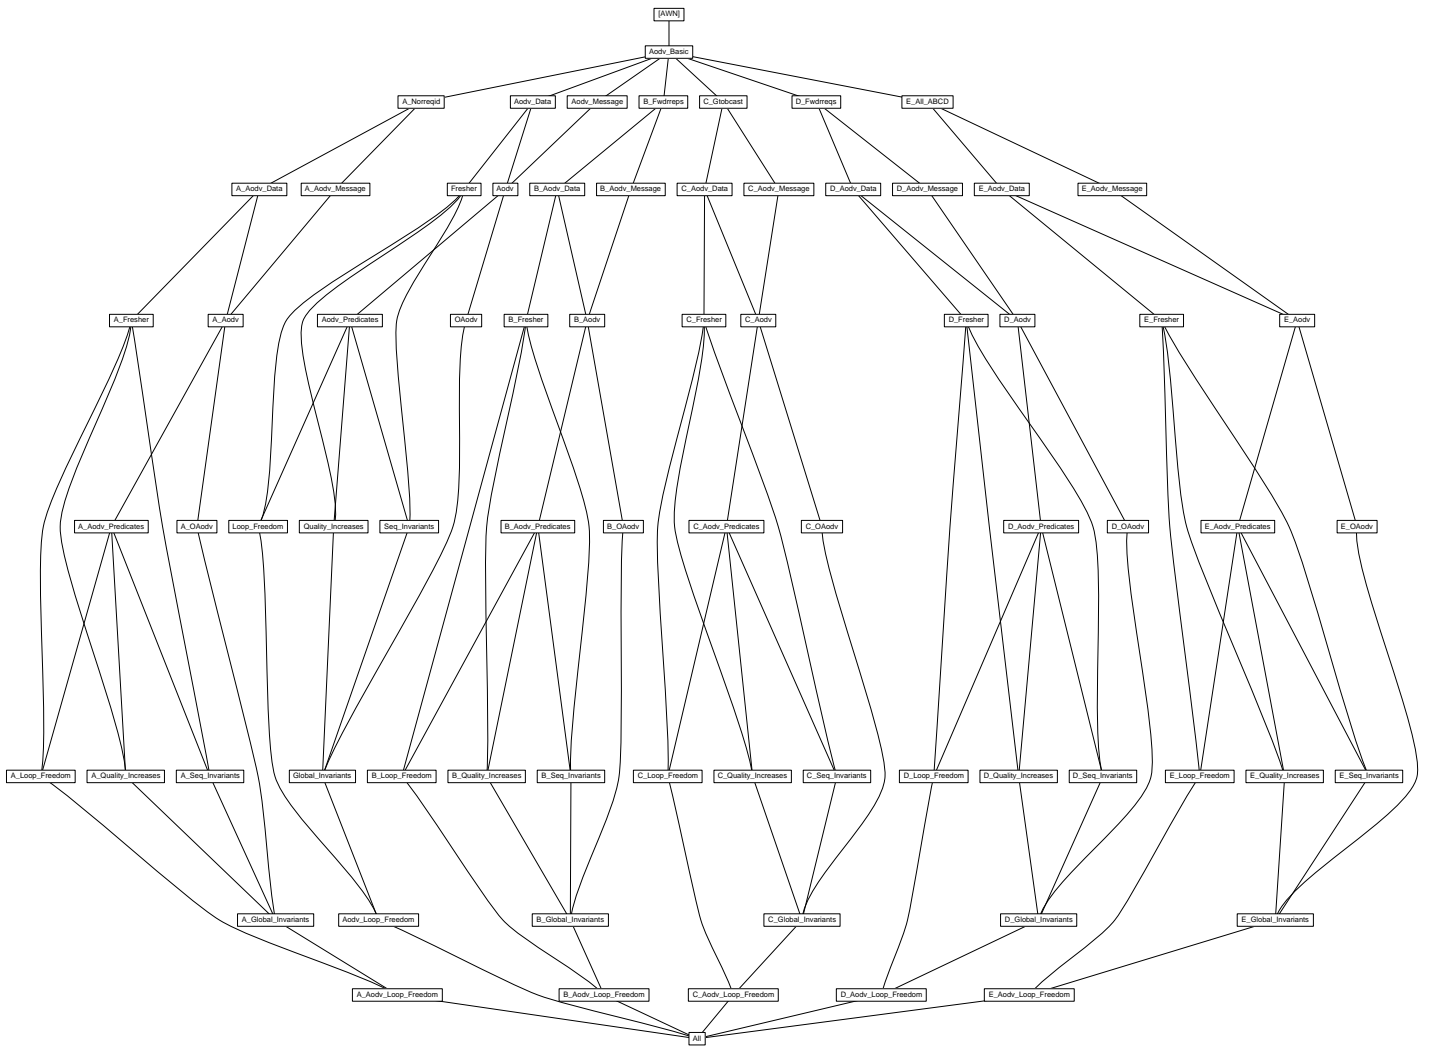 [AWN]
Aodv_Basic
A_Norreqid
Aodv_Data
Aodv_Message
B_Fwdrreps
C_Gtobcast
D_Fwdrreqs
E_All_ABCD
A_Aodv_Data
A_Aodv_Message
Fresher
Aodv
B_Aodv_Data
B_Aodv_Message
C_Aodv_Data
C_Aodv_Message
D_Aodv_Data
D_Aodv_Message
E_Aodv_Data
E_Aodv_Message
A_Fresher
A_Aodv
Aodv_Predicates
OAodv
B_Fresher
B_Aodv
C_Fresher
C_Aodv
D_Fresher
D_Aodv
E_Fresher
E_Aodv
A_Aodv_Predicates
A_OAodv
Loop_Freedom
Quality_Increases
Seq_Invariants
B_Aodv_Predicates
B_OAodv
C_Aodv_Predicates
C_OAodv
D_Aodv_Predicates
D_OAodv
E_Aodv_Predicates
E_OAodv
A_Loop_Freedom
A_Quality_Increases
A_Seq_Invariants
Global_Invariants
B_Loop_Freedom
B_Quality_Increases
B_Seq_Invariants
C_Loop_Freedom
C_Quality_Increases
C_Seq_Invariants
D_Loop_Freedom
D_Quality_Increases
D_Seq_Invariants
E_Loop_Freedom
E_Quality_Increases
E_Seq_Invariants
A_Global_Invariants
Aodv_Loop_Freedom
B_Global_Invariants
C_Global_Invariants
D_Global_Invariants
E_Global_Invariants
A_Aodv_Loop_Freedom
B_Aodv_Loop_Freedom
C_Aodv_Loop_Freedom
D_Aodv_Loop_Freedom
E_Aodv_Loop_Freedom
All